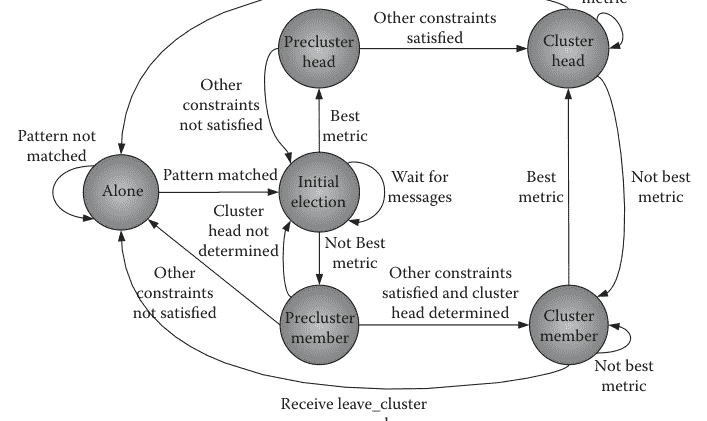 metric
Other constraints
satisfied
Precluster
head
Cluster
head
Other
constraints
not satisfied
Best
metric
Pattern not
matched
Pattern matched
Alone
Initial
election
Wait for
messages
Best
metric
Not best
metric
Cluster
head not
determined
Not Best
metric
Other
constraints
not satisfied
Other constraints
satisfied and cluster
head determined
Precluster
member
Cluster
member
Not best
metric
Receive leave_cluster